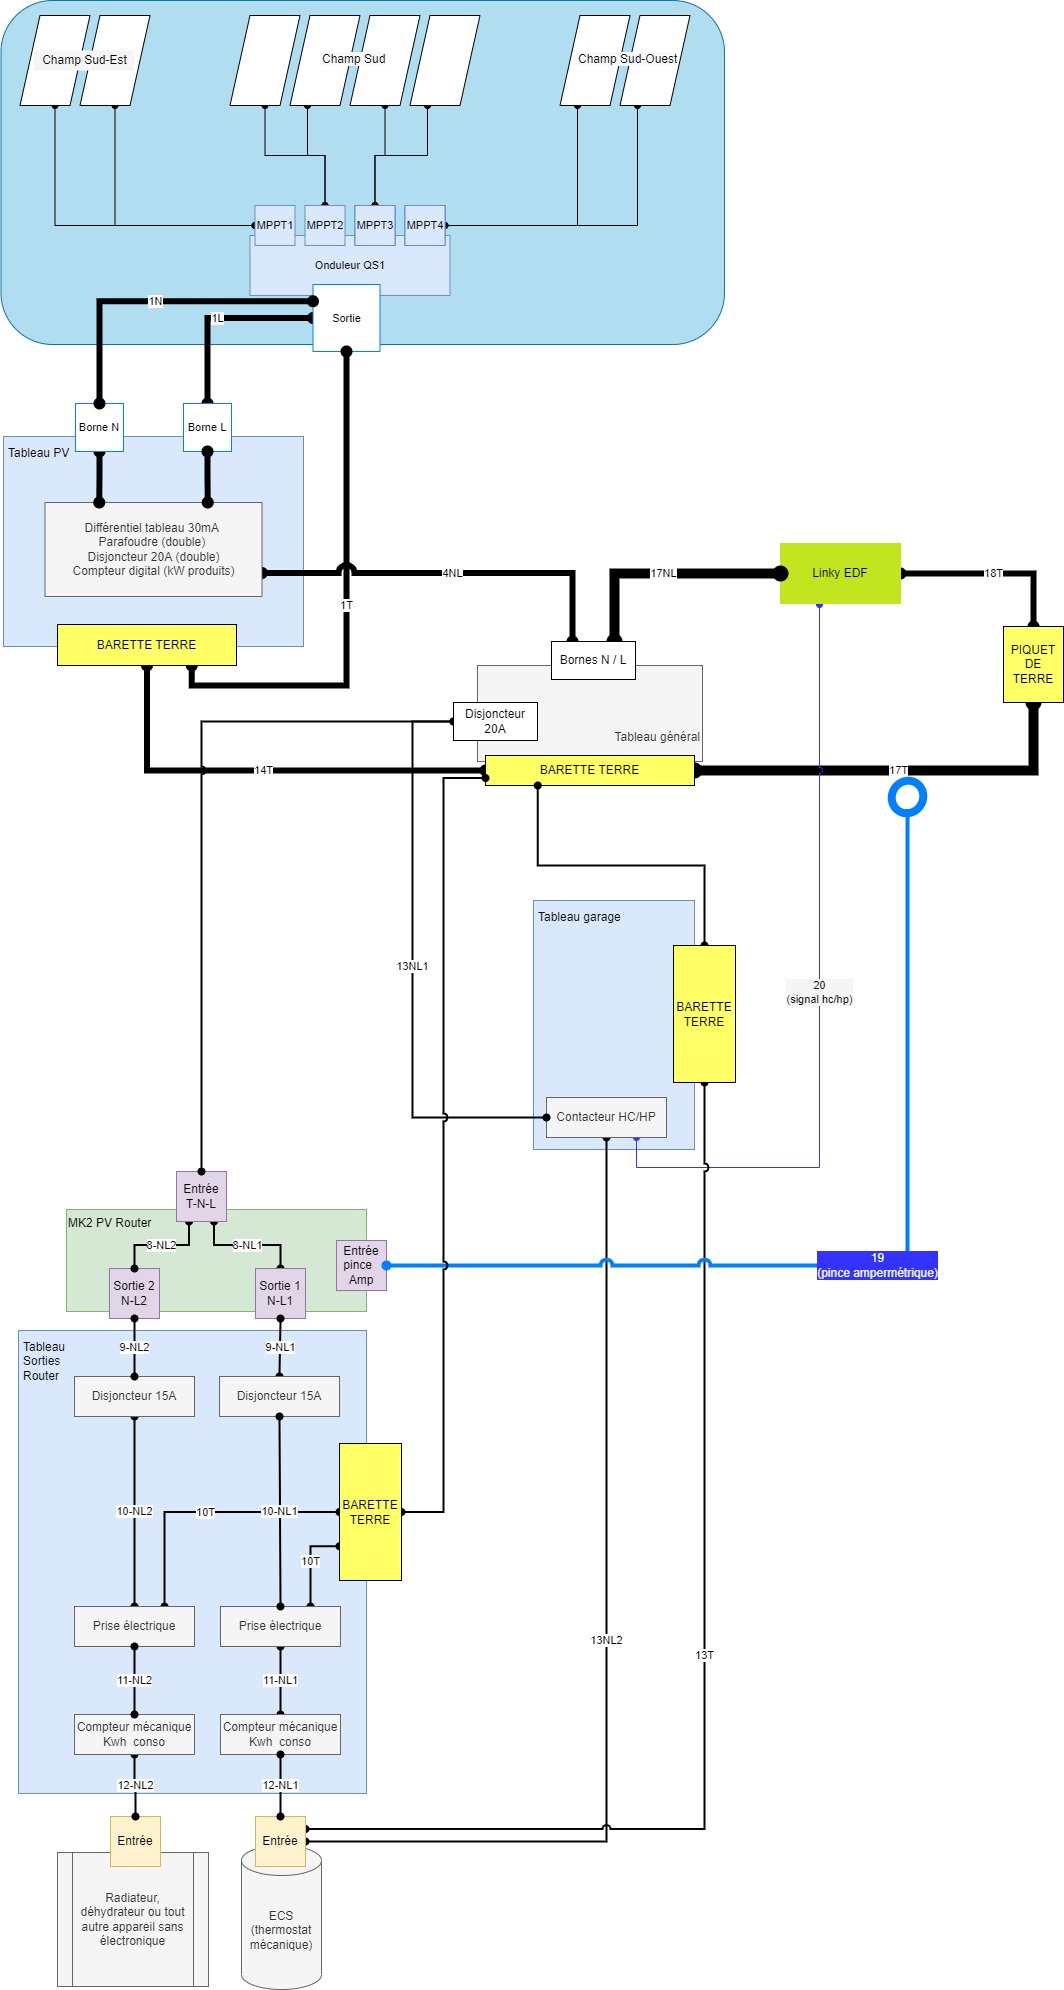 Champ Sud-Est
Champ Sud
Champ Sud-Ouest
MPPT1
MPPT2
MPPT3
MPPT4
Onduleur QS1
1N
1L
Sortie
Borne N
Borne L
Tableau PV
Différentiel tableau 30mA
Parafoudre (double)
Disjoncteur 20A (double)
Compteur digital (kW produits)
4NL
17NL
Linky EDF
18T
1T
BARETTE TERRE
Bornes N / L
PIQUET
DE
TERRE
Disjoncteur
20A
Tableau général
14T
BARETTE TERRE
17T
Tableau garage
13NL1
20
(signal hc/hp)
BARETTE
TERRE
Contacteur HC/HP
Entrée
T-N-L
MK2 PV Router
8-NL2
8-NL1
Entrée
pince
Amp
19
(pince ampermétrique)
Sortie 2
N-L2
Sortie 1
N-L1
Tableau
Sorties
Router
9-NL2
9-NL1
Disjoncteur 15A
Disjoncteur 15A
10-NL2
10T
10-NL1
BARETTE
TERRE
10T
Prise électrique
Prise électrique
13NL2
13T
11-NL2
11-NL1
Compteur mécanique
Kwh  conso
Compteur mécanique
Kwh  conso
12-NL2
12-NL1
Entrée
Entrée
Radiateur,
déhydrateur ou tout
autre appareil sans
électronique
ECS
(thermostat
mécanique)